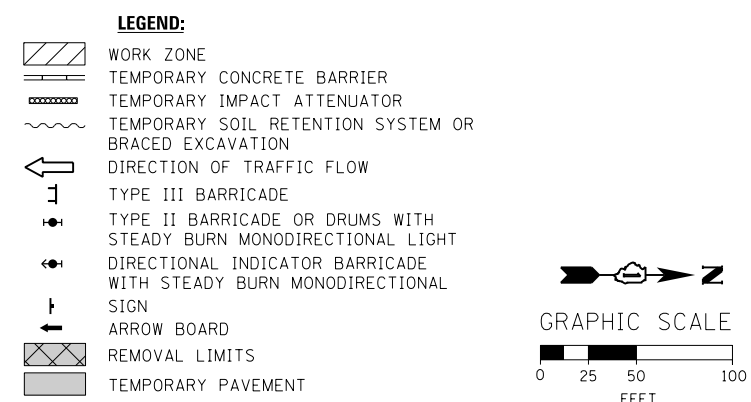 LEGEND:
WORK ZONE
TEMPORARY CONCRETE BARRIER
TEMPORARY IMPACT ATTENUATOR
TEMPORARY SOIL RETENTION SYSTEM OR
BRACED EXCAVATION
DIRECTION OF TRAFFIC FLOW
TYPE III BARRICADE
TYPE II BARRICADE OR DRUMS WITH
STEADY BURN MONODIRECTIONAL LIGHT
DIRECTIONAL INDICATOR BARRICADE
WITH STEADY BURN MONODIRECTIONAL
SIGN
ARROW BOARD
REMOVAL LIMITS
TEMPORARY PAVEMENT
N
GRAPHIC SCALE
0 25 50 100
FEET